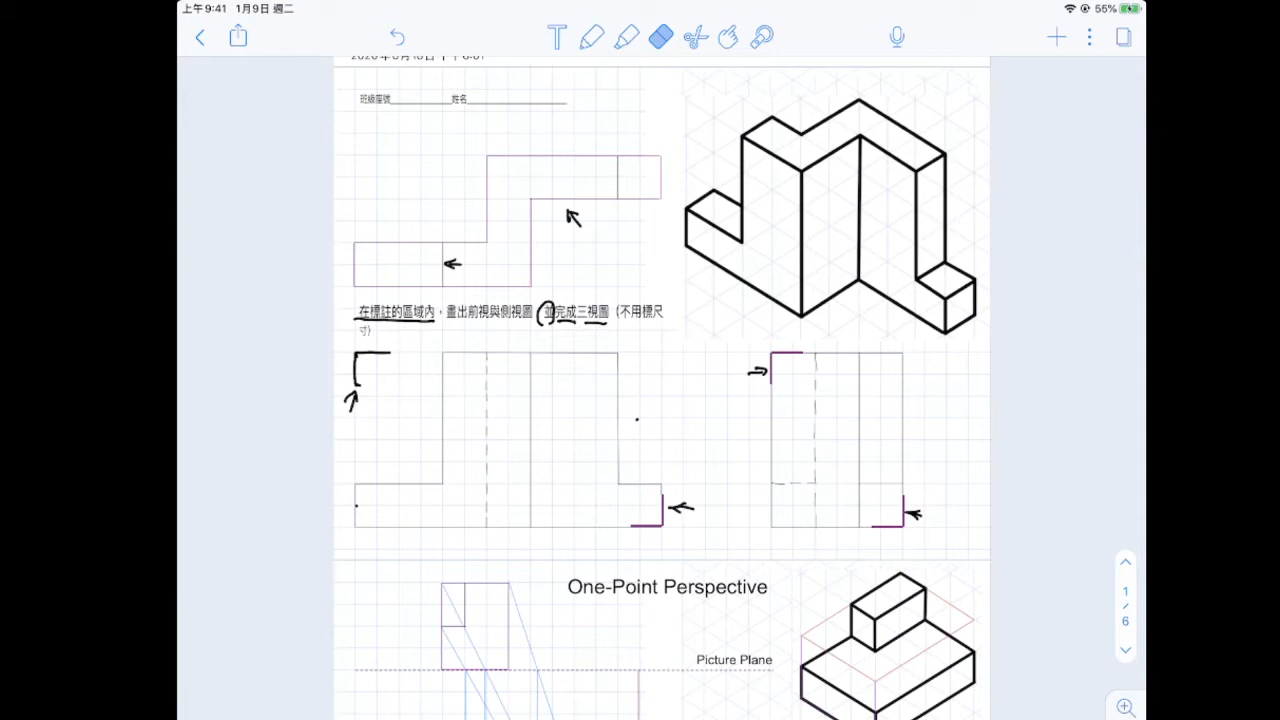 上午9:41 1月9日 週二
55%
班級座號 姓名
在標註的區域內，畫出前視與側視圖 並完成三視圖（不用標尺
寸）
One-Point Perspective
1
/
6
Picture Plane